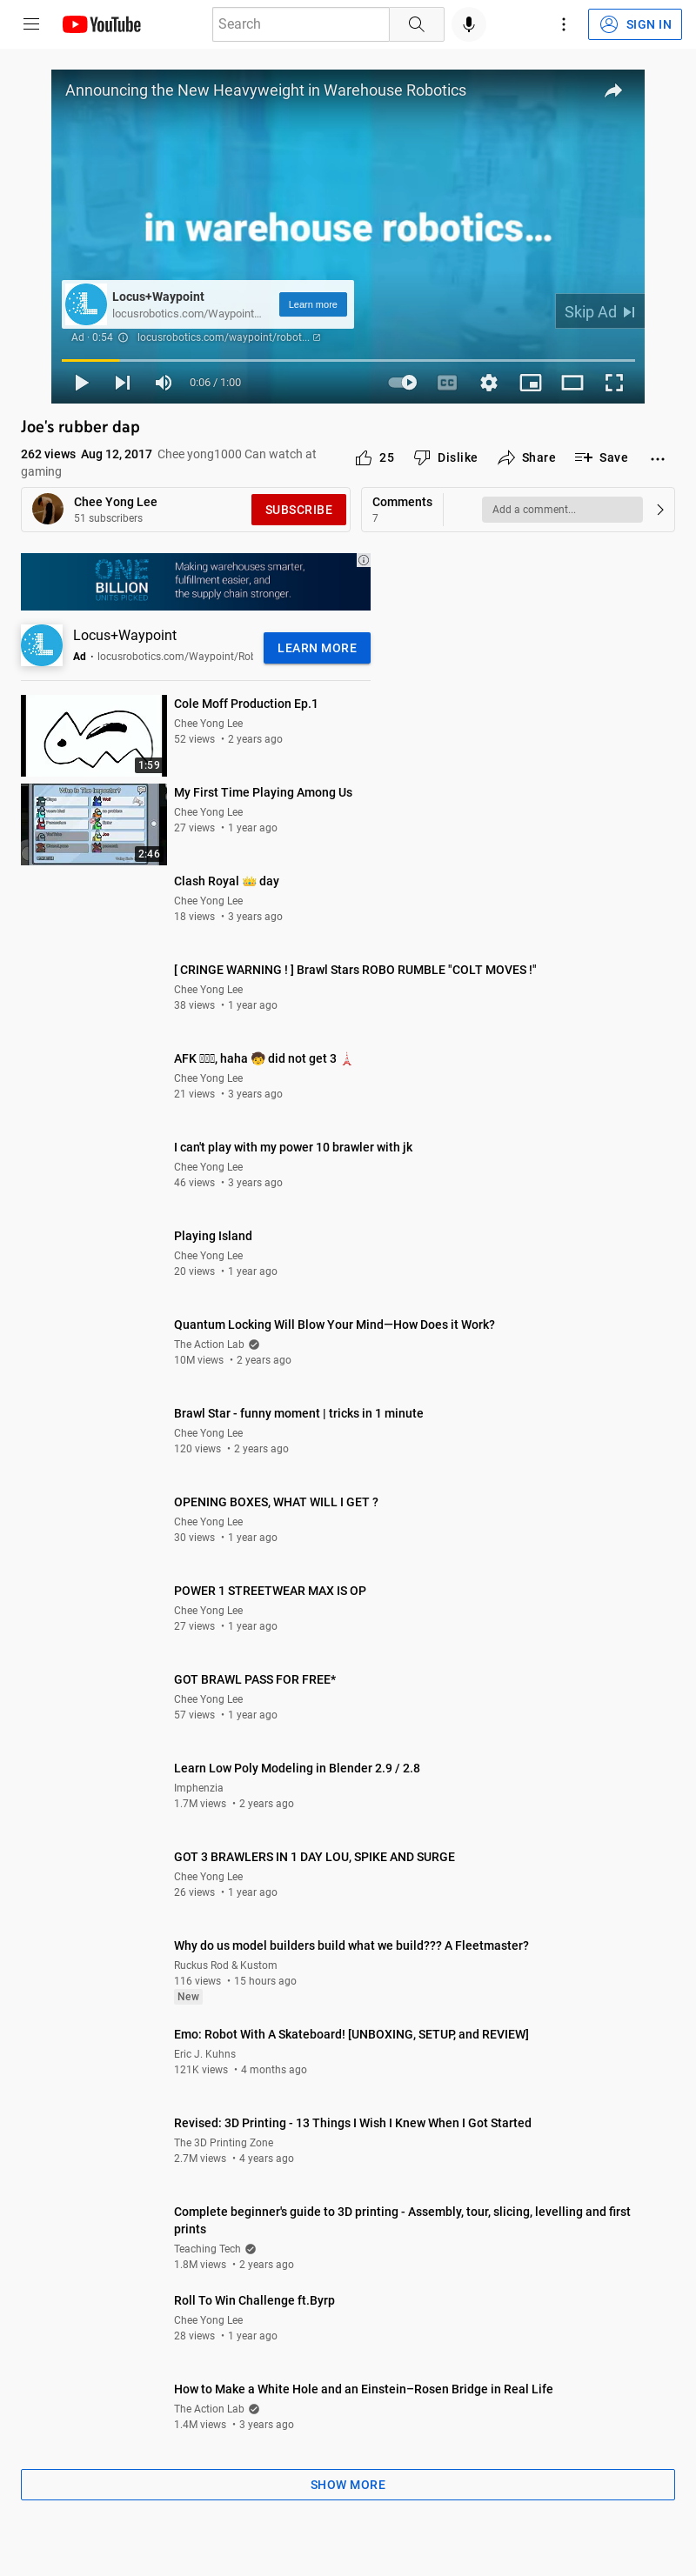 YouTube
Search
SIGN IN
Announcing the New Heavyweight in Warehouse Robotics
in warehouse robotics...
Locus+Waypoint
locusrobotics.com/Waypoint...
Learn more
Skip Ad
Ad · 0:54 locusrobotics.com/waypoint/robot...
0:06 / 1:00
CC
Joe's rubber dap
262 views Aug 12, 2017 Chee yong1000 Can watch at
gaming
25 Dislike Share Save
Chee Yong Lee
51 subscribers
SUBSCRIBE
Comments
7
Add a comment...
ONE
BILLION
UNITS PICKED
Making warehouses smarter,
fulfillment easier, and
the supply chain stronger.
Locus+Waypoint
Ad • locusrobotics.com/Waypoint/Rot
LEARN MORE
1:59
Cole Moff Production Ep.1
Chee Yong Lee
52 views • 2 years ago
Who Is The Impostor?
2:46
My First Time Playing Among Us
Chee Yong Lee
27 views • 1 year ago
Clash Royal 👑 day
Chee Yong Lee
18 views • 3 years ago
[ CRINGE WARNING ! ] Brawl Stars ROBO RUMBLE "COLT MOVES !"
Chee Yong Lee
38 views • 1 year ago
AFK , haha 🧒 did not get 3 🗼
Chee Yong Lee
21 views • 3 years ago
I can't play with my power 10 brawler with jk
Chee Yong Lee
46 views • 3 years ago
Playing Island
Chee Yong Lee
20 views • 1 year ago
Quantum Locking Will Blow Your Mind—How Does it Work?
The Action Lab
10M views • 2 years ago
Brawl Star - funny moment | tricks in 1 minute
Chee Yong Lee
120 views • 2 years ago
OPENING BOXES, WHAT WILL I GET ?
Chee Yong Lee
30 views • 1 year ago
POWER 1 STREETWEAR MAX IS OP
Chee Yong Lee
27 views • 1 year ago
GOT BRAWL PASS FOR FREE*
Chee Yong Lee
57 views • 1 year ago
Learn Low Poly Modeling in Blender 2.9 / 2.8
Imphenzia
1.7M views • 2 years ago
GOT 3 BRAWLERS IN 1 DAY LOU, SPIKE AND SURGE
Chee Yong Lee
26 views • 1 year ago
Why do us model builders build what we build??? A Fleetmaster?
Ruckus Rod & Kustom
116 views • 15 hours ago
New
Emo: Robot With A Skateboard! [UNBOXING, SETUP, and REVIEW]
Eric J. Kuhns
121K views • 4 months ago
Revised: 3D Printing - 13 Things I Wish I Knew When I Got Started
The 3D Printing Zone
2.7M views • 4 years ago
Complete beginner's guide to 3D printing - Assembly, tour, slicing, levelling and first
prints
Teaching Tech
1.8M views • 2 years ago
Roll To Win Challenge ft.Byrp
Chee Yong Lee
28 views • 1 year ago
How to Make a White Hole and an Einstein–Rosen Bridge in Real Life
The Action Lab
1.4M views • 3 years ago
SHOW MORE